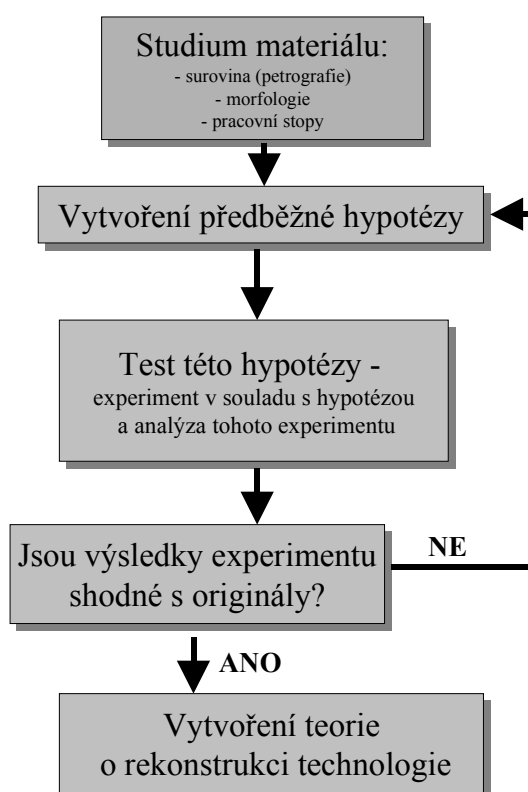 Studium materiálu:
- surovina (petrografie)
- morfologie
- pracovní stopy
Vytvoření předběžné hypotézy
Test této hypotézy -
experiment v souladu s hypotézou
a analýza tohoto experimentu
Jsou výsledky experimentu
shodné s originály?
NE
ANO
Vytvoření teorie
o rekonstrukci technologie